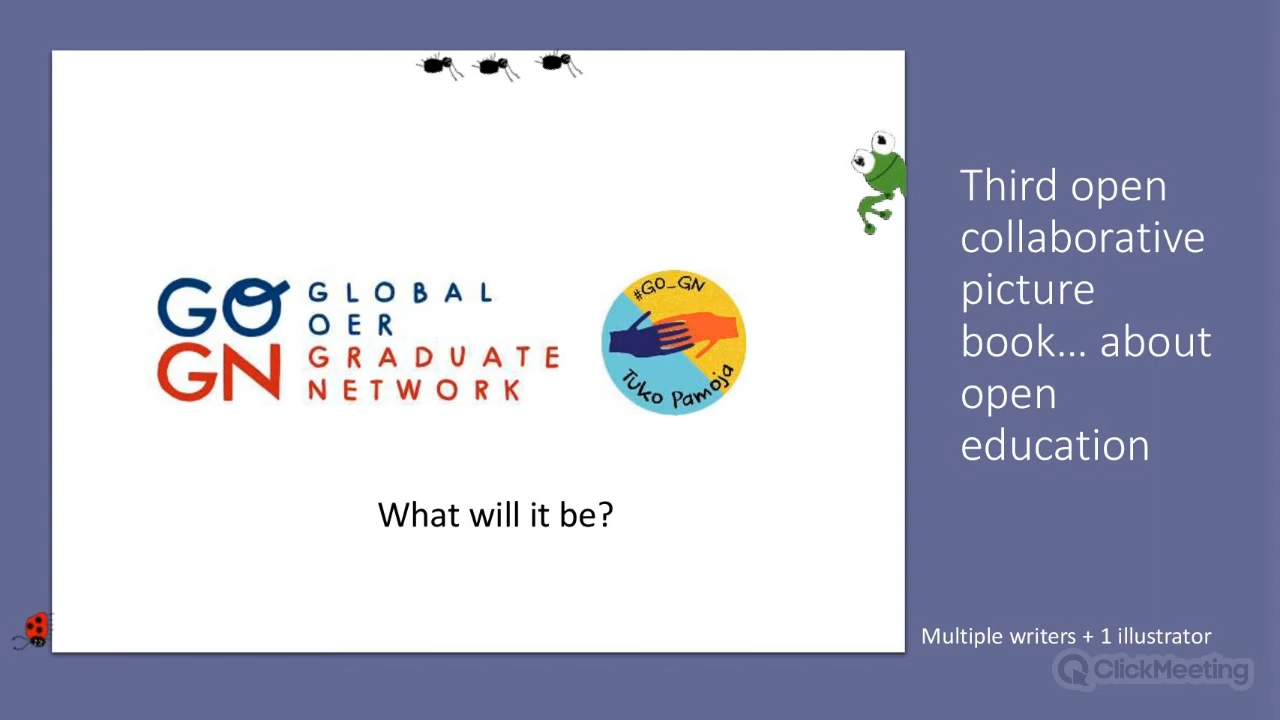 GO
GN
GLOBAL
OER
GRADUATE
NETWORK
#GO_GN
Tuko Pamoja
What will it be?
Third open
collaborative
picture
book... about
open
education
Multiple writers + 1 illustrator
ClickMeeting